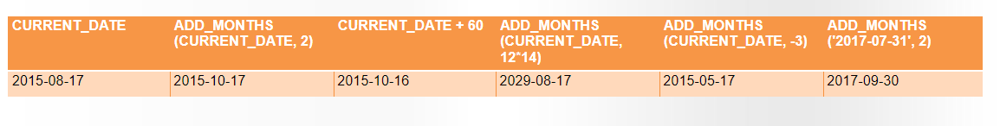 CURRENT_DATE
ADD_MONTHS
(CURRENT_DATE, 2)
CURRENT_DATE + 60
ADD_MONTHS
(CURRENT_DATE,
12*14)
ADD_MONTHS
(CURRENT_DATE, -3)
ADD_MONTHS
('2017-07-31', 2)
2015-08-17
2015-10-17
2015-10-16
2029-08-17
2015-05-17
2017-09-30